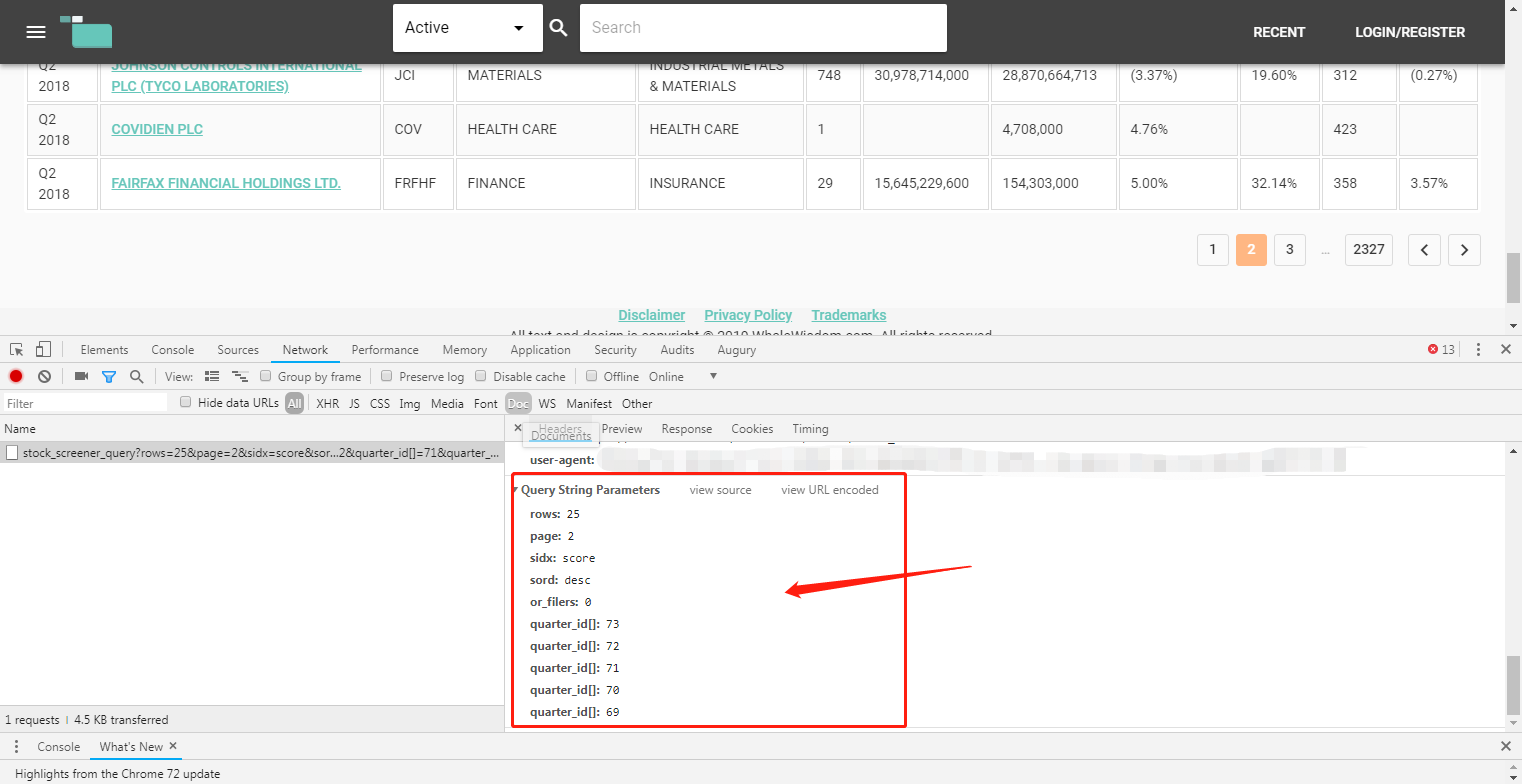 Active
Search
RECENT
LOGIN/REGISTER
Q2 2018 JOHNSON CONTROLS INTERNATIONAL PLC (TYCO LABORATORIES) JCI MATERIALS INDUSTRIAL METALS & MATERIALS 748 30,978,714,000 28,870,664,713 (3.37%) 19.60% 312 (0.27%)
Q2 2018 COVIDIEN PLC COV HEALTH CARE HEALTH CARE 1 4,708,000 4.76% 423
Q2 2018 FAIRFAX FINANCIAL HOLDINGS LTD. FRFHF FINANCE INSURANCE 29 15,645,229,600 154,303,000 5.00% 32.14% 358 3.57%
1 2 3 ... 2327
Disclaimer Privacy Policy Trademarks
All text and design is copyright © 2019 WhaleWisdom.com. All rights reserved.
Elements Console Sources Network Performance Memory Application Security Audits Augury 13
View: Group by frame Preserve log Disable cache Offline Online
Filter Hide data URLs All XHR JS CSS Img Media Font Doc WS Manifest Other
Name Headers Preview Response Cookies Timing
Documents
stock_screener_query?rows=25&page=2&sidx=score&sor...2&quarter_id[]=71&quarter_...
user-agent:
Query String Parameters view source view URL encoded
rows: 25
page: 2
sidx: score
sord: desc
or_filers: 0
quarter_id[]: 73
quarter_id[]: 72
quarter_id[]: 71
quarter_id[]: 70
quarter_id[]: 69
1 requests 4.5 KB transferred
Console What's New
Highlights from the Chrome 72 update